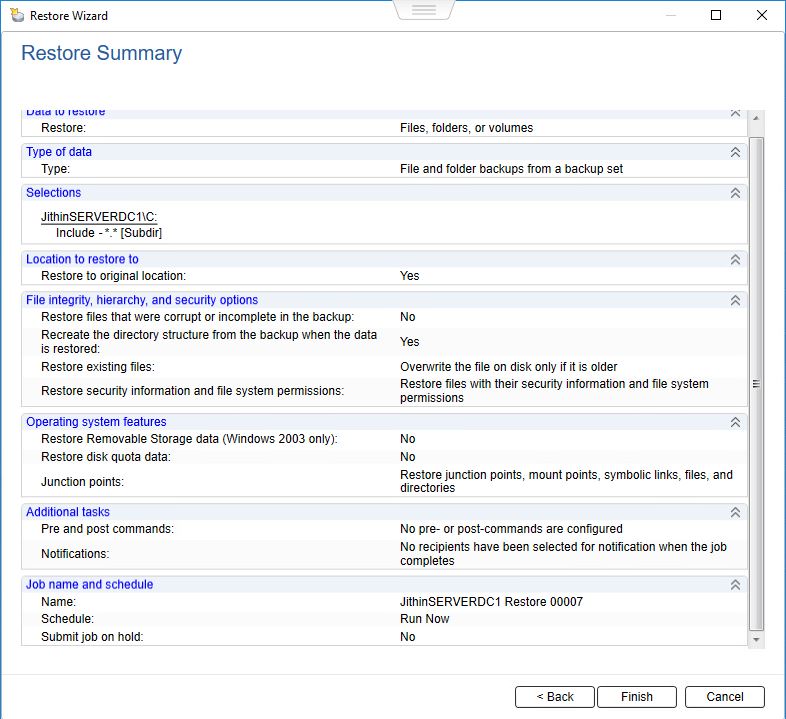 Restore Wizard
Restore Summary
Data to restore
Restore: Files, folders, or volumes
Type of data
Type: File and folder backups from a backup set
Selections
JithinSERVERDC1\C:
Include - *.* [Subdir]
Location to restore to
Restore to original location: Yes
File integrity, hierarchy, and security options
Restore files that were corrupt or incomplete in the backup: No
Recreate the directory structure from the backup when the data
is restored: Yes
Restore existing files: Overwrite the file on disk only if it is older
Restore security information and file system permissions: Restore files with their security information and file system
permissions
Operating system features
Restore Removable Storage data (Windows 2003 only): No
Restore disk quota data: No
Junction points: Restore junction points, mount points, symbolic links, files, and
directories
Additional tasks
Pre and post commands: No pre- or post-commands are configured
Notifications: No recipients have been selected for notification when the job
completes
Job name and schedule
Name: JithinSERVERDC1 Restore 00007
Schedule: Run Now
Submit job on hold: No
< Back Finish Cancel